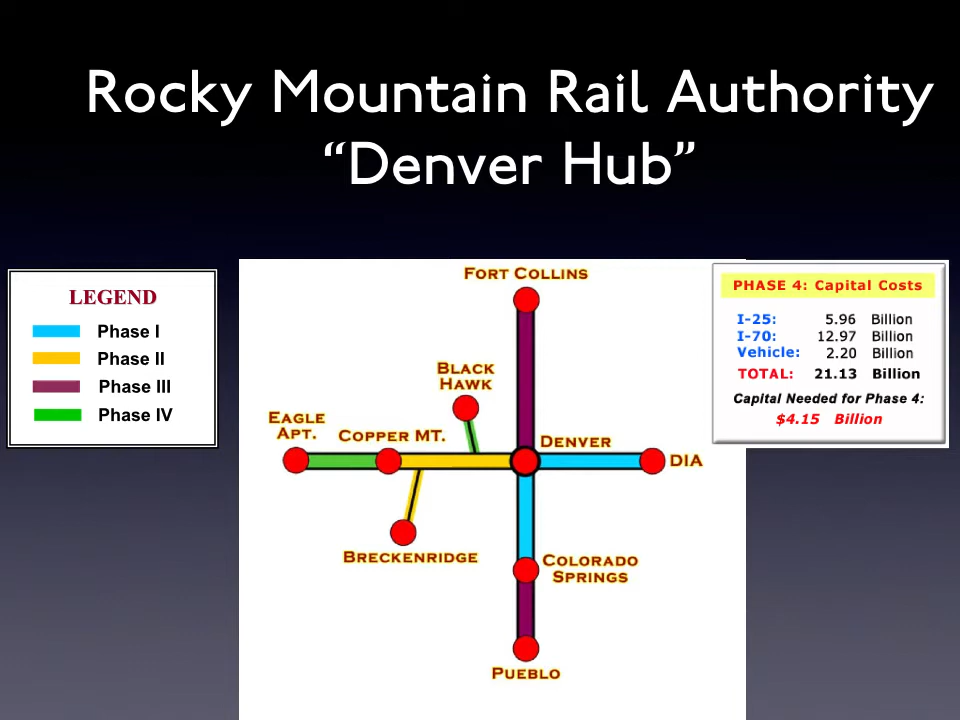 Rocky Mountain Rail Authority
“Denver Hub”
LEGEND
Phase I
Phase II
Phase III
Phase IV
FORT COLLINS
BLACK
HAWK
EAGLE
APT.
COPPER MT.
DENVER
DIA
BRECKENRIDGE
COLORADO
SPRINGS
PUEBLO
PHASE 4: Capital Costs
I-25: 5.96 Billion
I-70: 12.97 Billion
Vehicle: 2.20 Billion
TOTAL: 21.13 Billion
Capital Needed for Phase 4:
$4.15 Billion